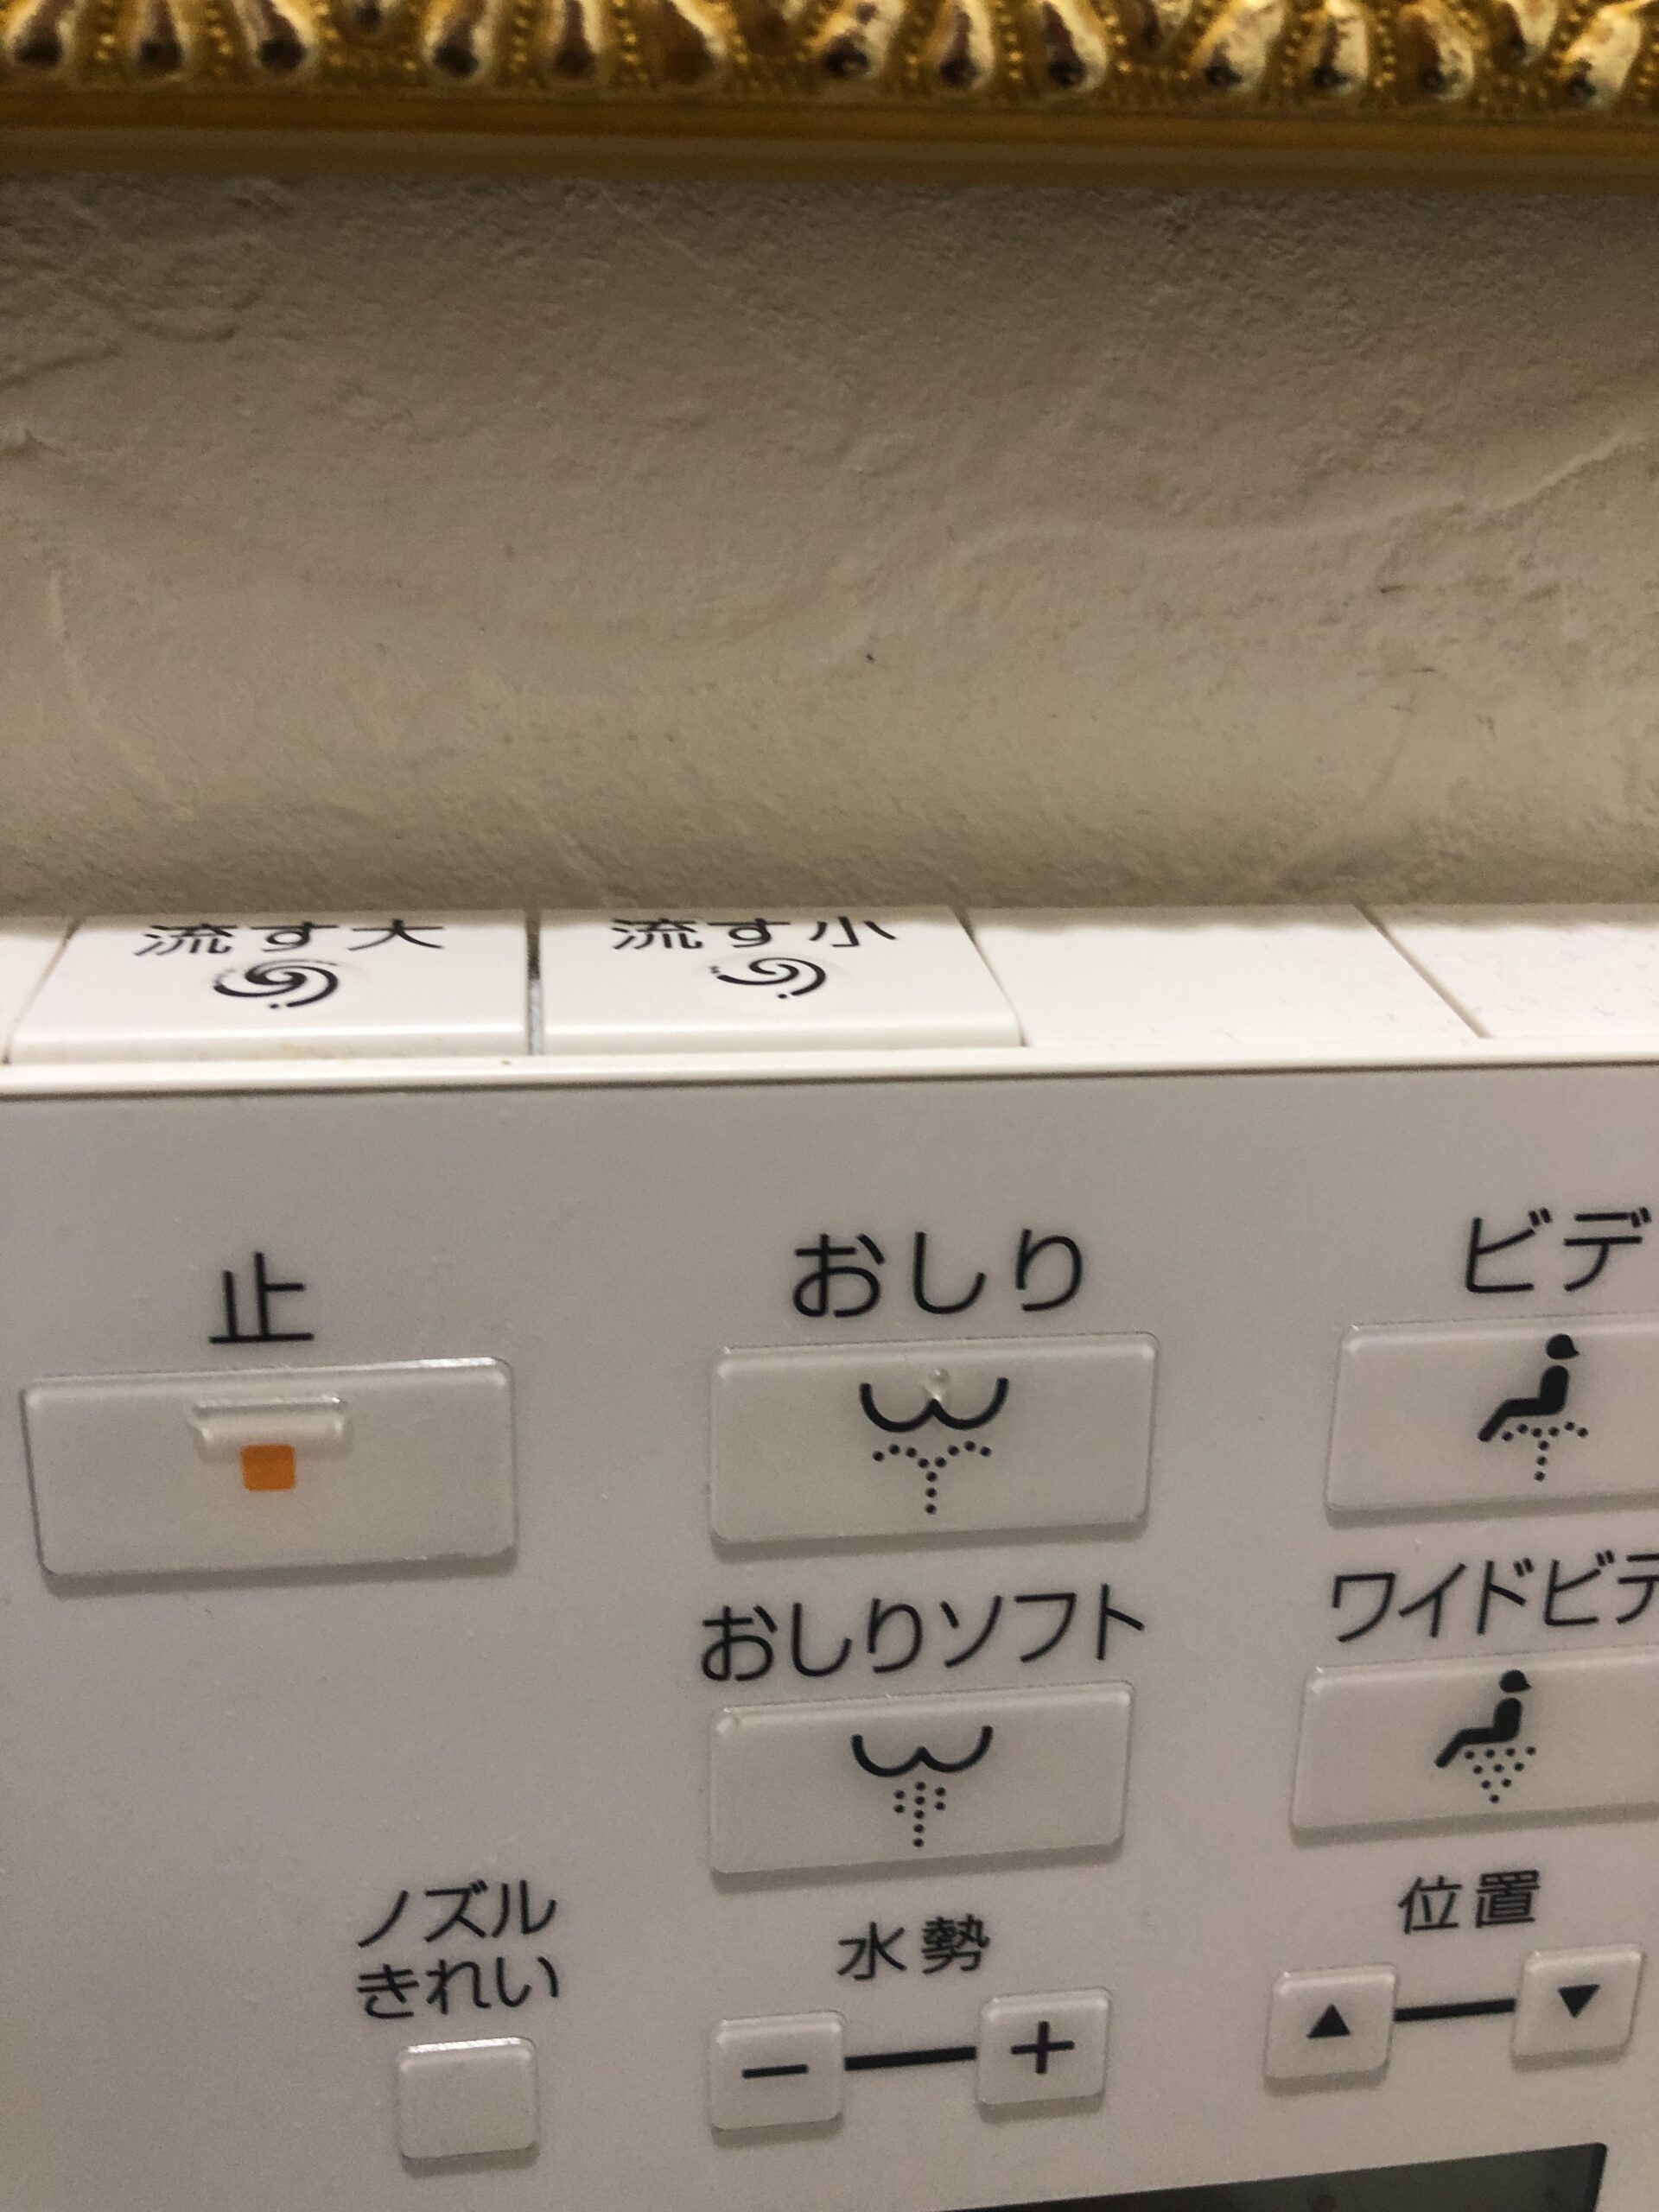 流す大
流す小
止
おしり
ビデ
おしりソフト
ワイドビデ
ノズル
きれい
水勢
位置
− +
▲ ▼